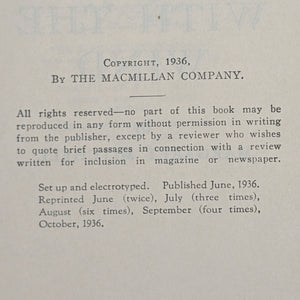 Copyright, 1936,
By THE MACMILLAN COMPANY.
All rights reserved—no part of this book may be
reproduced in any form without permission in writing
from the publisher, except by a reviewer who wishes
to quote brief passages in connection with a review
written for inclusion in magazine or newspaper.
Set up and electrotyped. Published June, 1936.
Reprinted June (twice), July (three times),
August (six times), September (four times),
October, 1936.